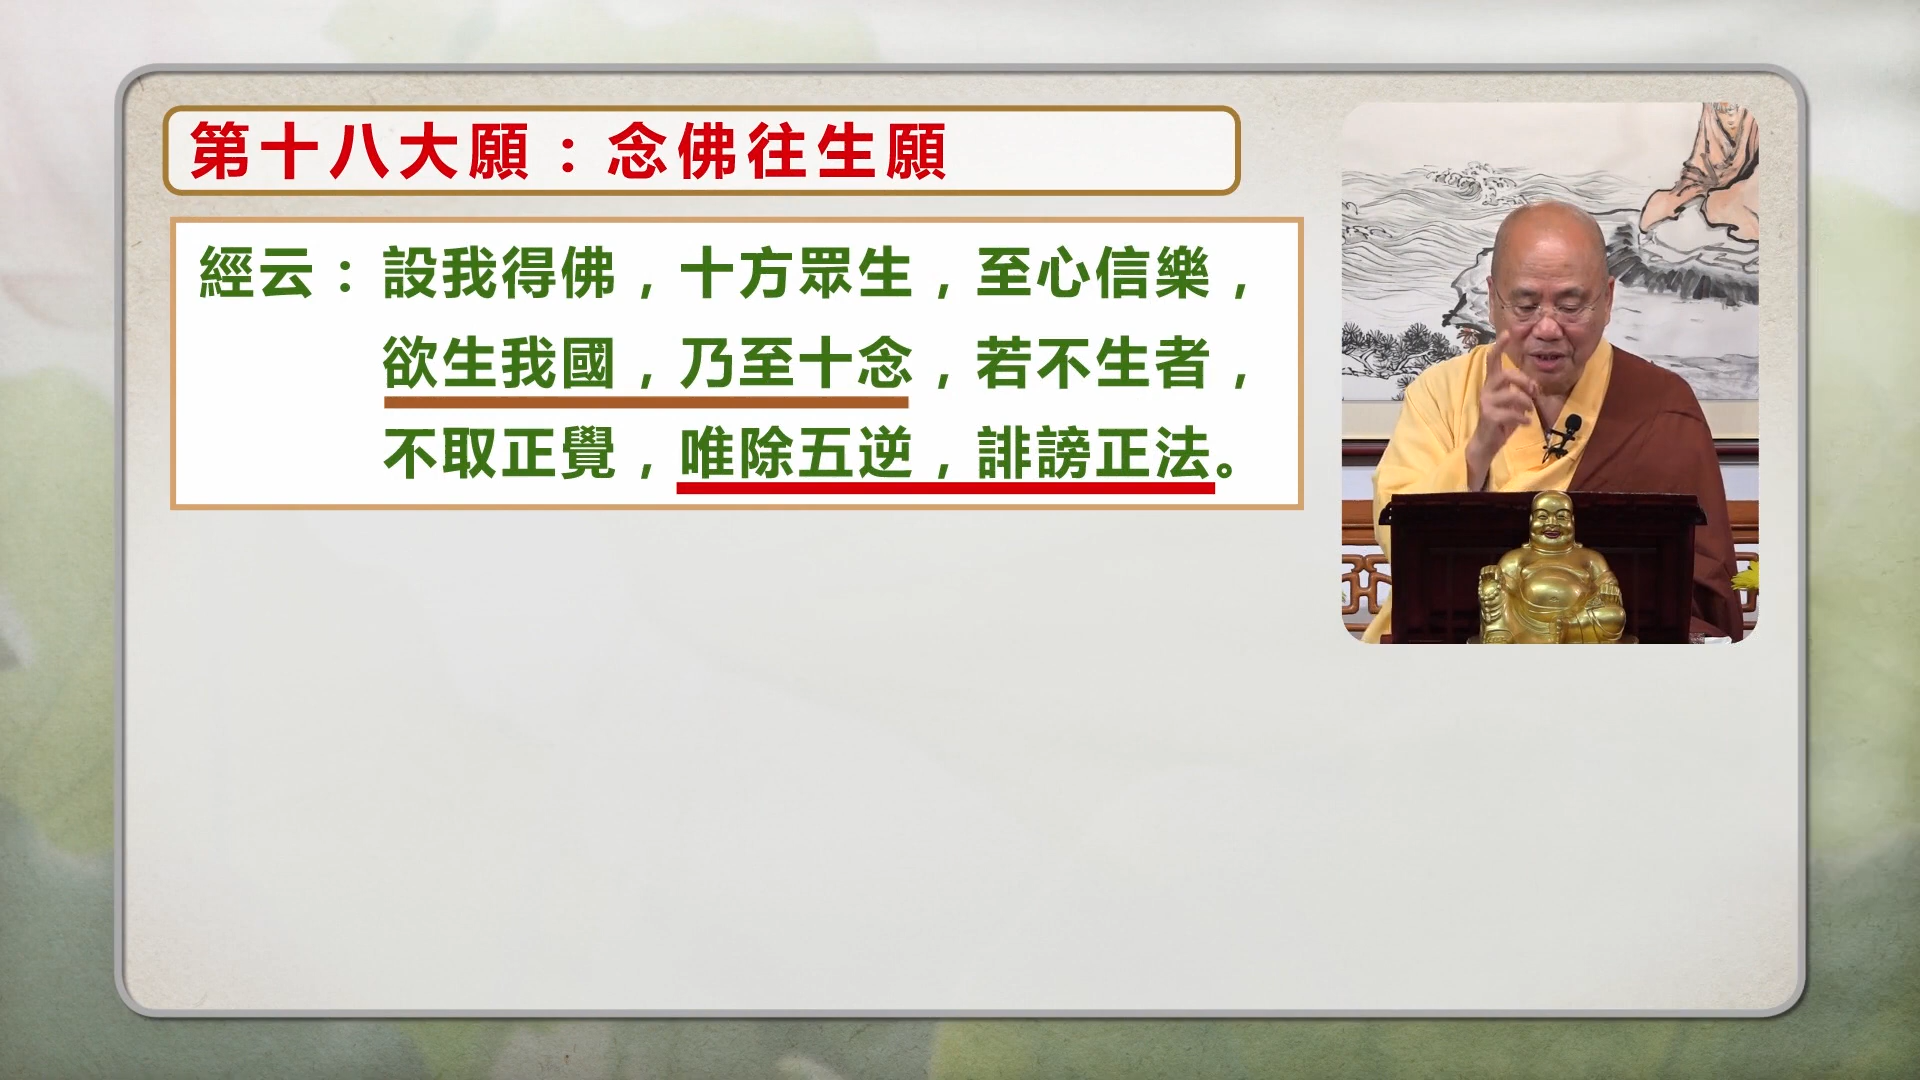 第十八大願：念佛往生願
經云：設我得佛，十方眾生，至心信樂，
欲生我國，乃至十念，若不生者，
不取正覺，唯除五逆，誹謗正法。